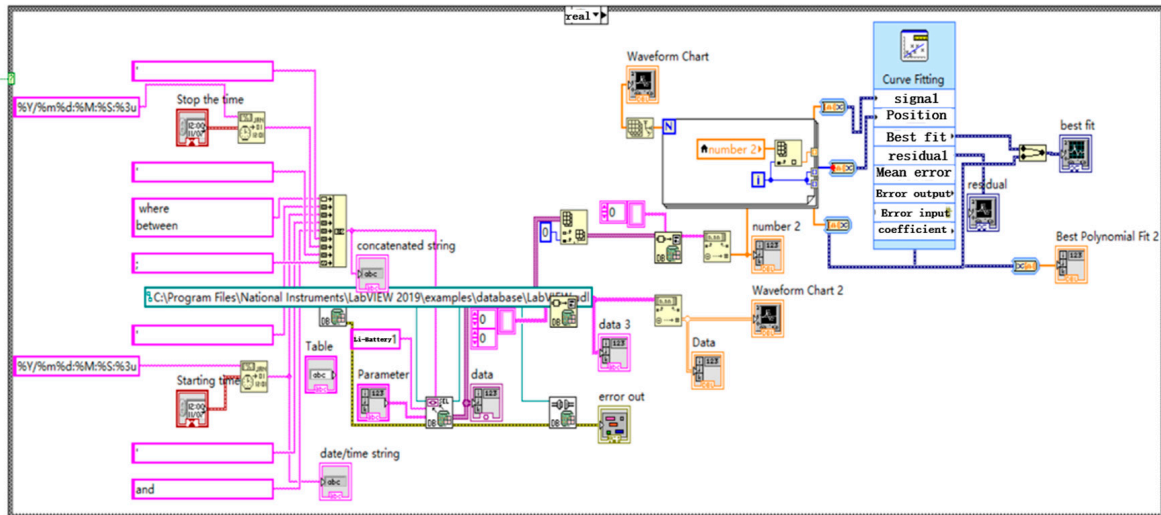 real
Waveform Chart
Curve Fitting
signal
Position
Best fit
residual
Mean error
Error output
Error input
coefficient
best fit
residual
%Y/%m%d:%M:%S:%3u
Stop the time
N
number 2
i
where
between
0
0
number 2
Best Polynomial Fit 2
concatenated string
C:\Program Files\National Instruments\LabVIEW 2019\examples\database\LabVIEW.udl
Waveform Chart 2
0
0
data 3
Data
Li-Battery1
Table
%Y/%m%d:%M:%S:%3u
Starting time
Parameter
data
error out
date/time string
and